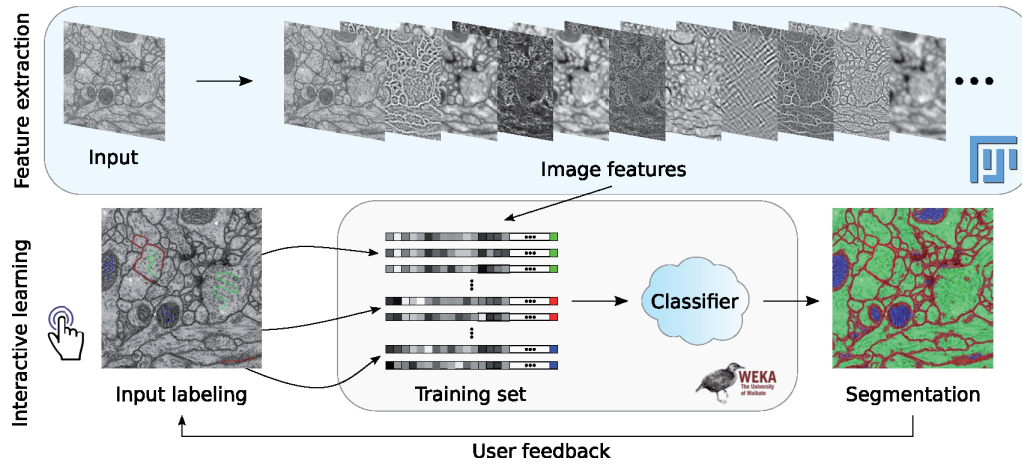 Feature extraction
Input
Image features
Interactive learning
Input labeling
Training set
Classifier
WEKA
The University
of Waikato
Segmentation
User feedback